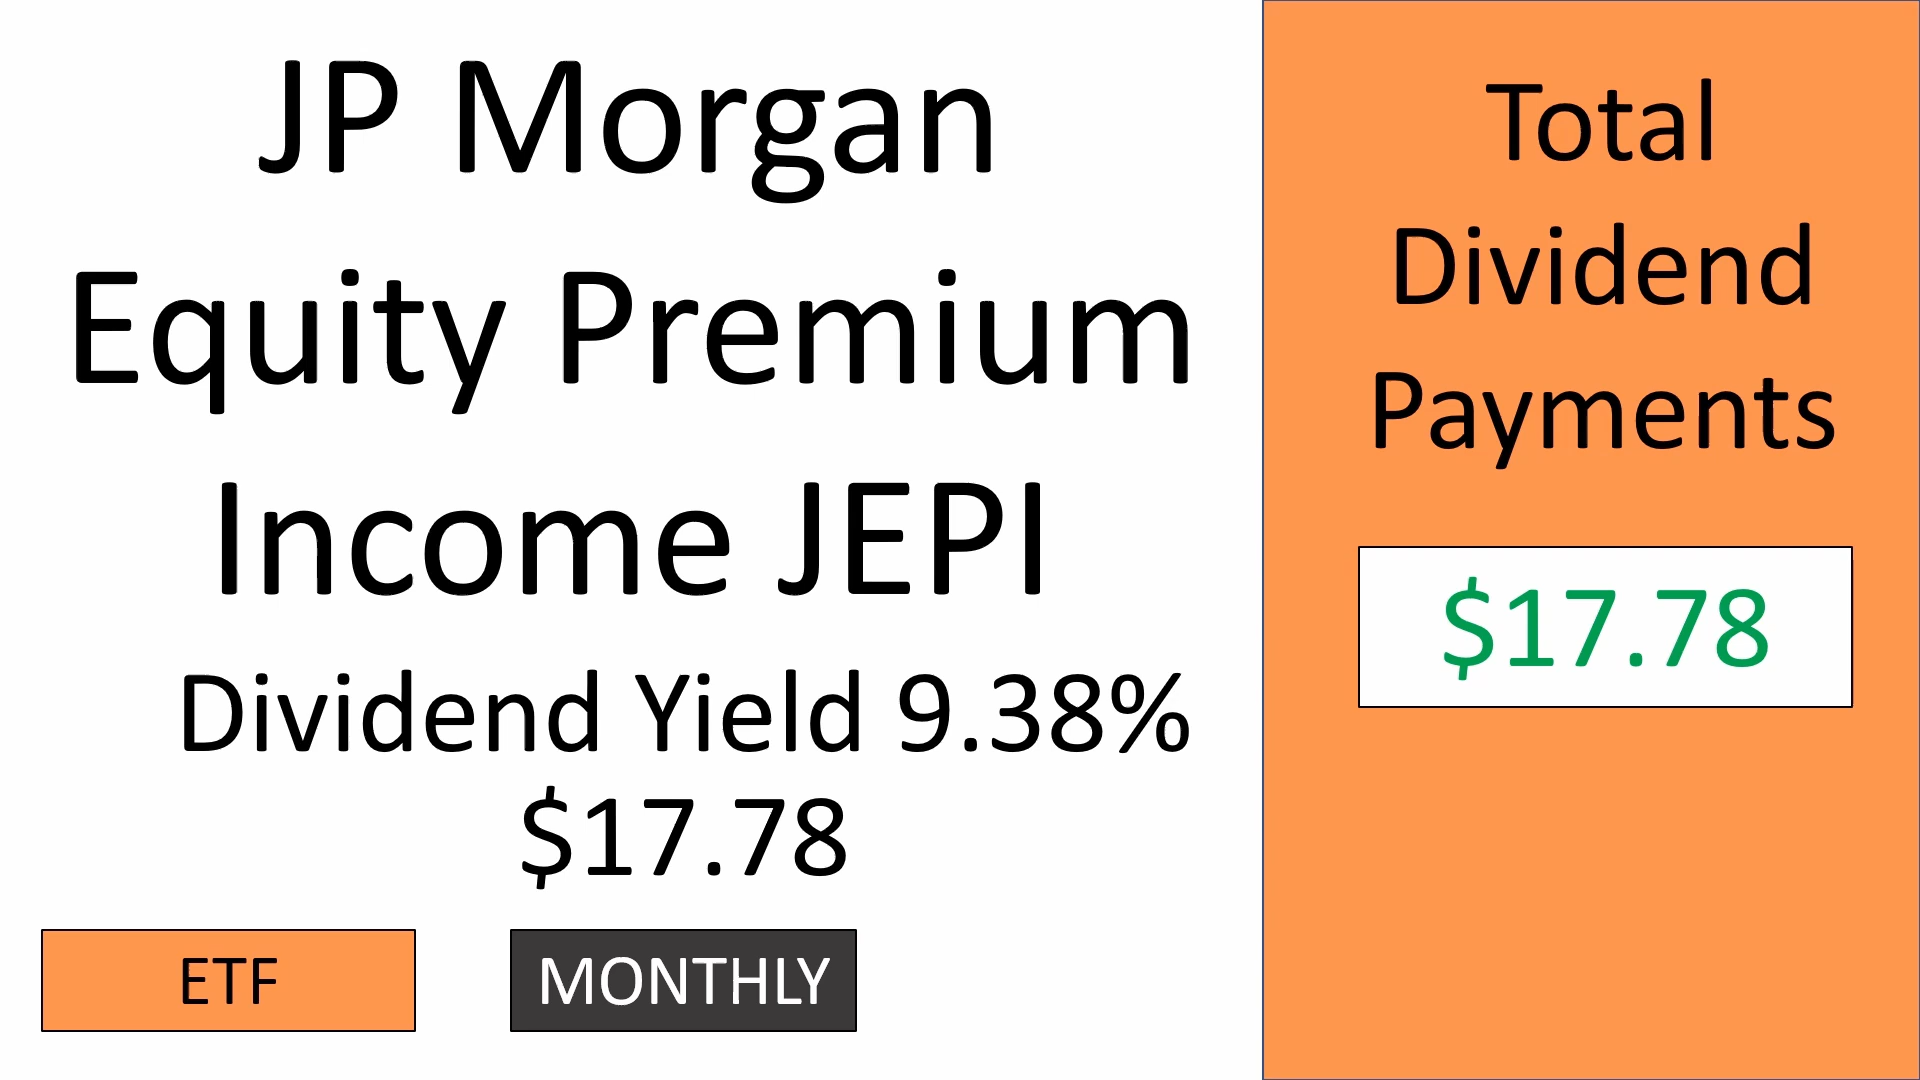 JP Morgan
Equity Premium
Income JEPI
Dividend Yield 9.38%
$17.78
ETF
MONTHLY
Total
Dividend
Payments
$17.78